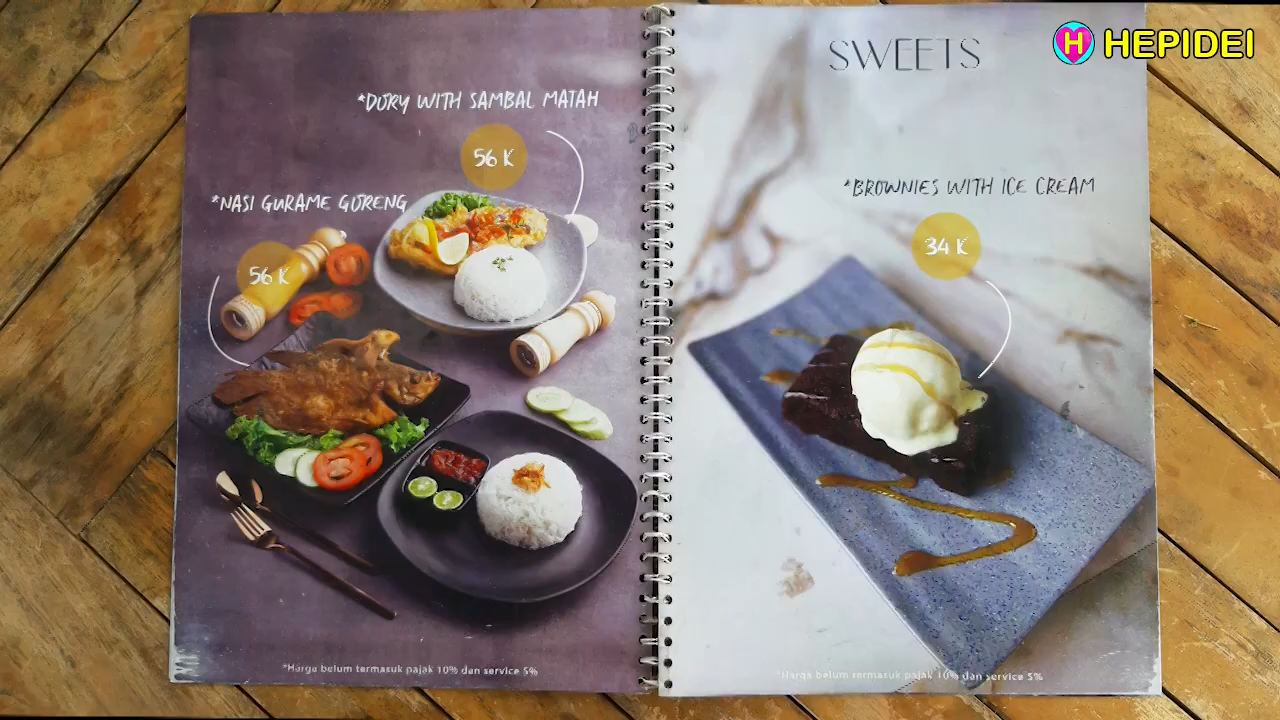 *DORY WITH SAMBAL MATAH
56 K
*NASI GURAME GORENG
56 K
*Harga belum termasuk pajak 10% dan service 5%
SWEETS
*BROWNIES WITH ICE CREAM
34 K
*Harga belum termasuk pajak 10% dan service 5%
H HEPIDEI